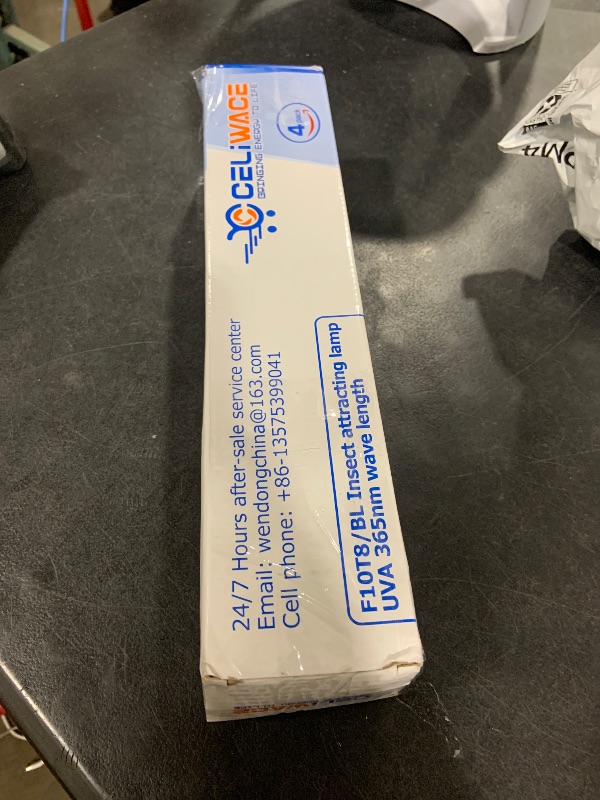 CELiWACE
BRINGING ENERGY TO LIFE
4
24/7 Hours after-sale service center
Email: wendongchina@163.com
Cell phone: +86-13575399041
F10T8/BL Insect attracting lamp
UVA 365nm wave length